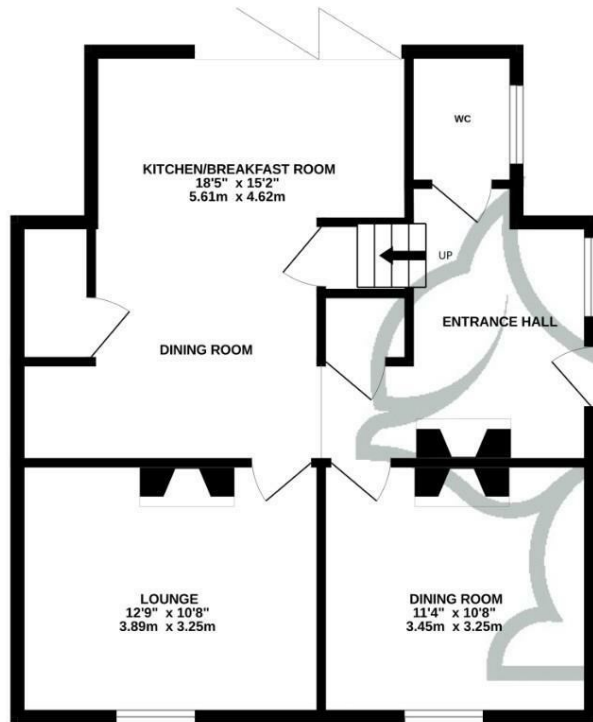 WC
KITCHEN/BREAKFAST ROOM
18'5" x 15'2"
5.61m x 4.62m
UP
ENTRANCE HALL
DINING ROOM
LOUNGE
12'9" x 10'8"
3.89m x 3.25m
DINING ROOM
11'4" x 10'8"
3.45m x 3.25m